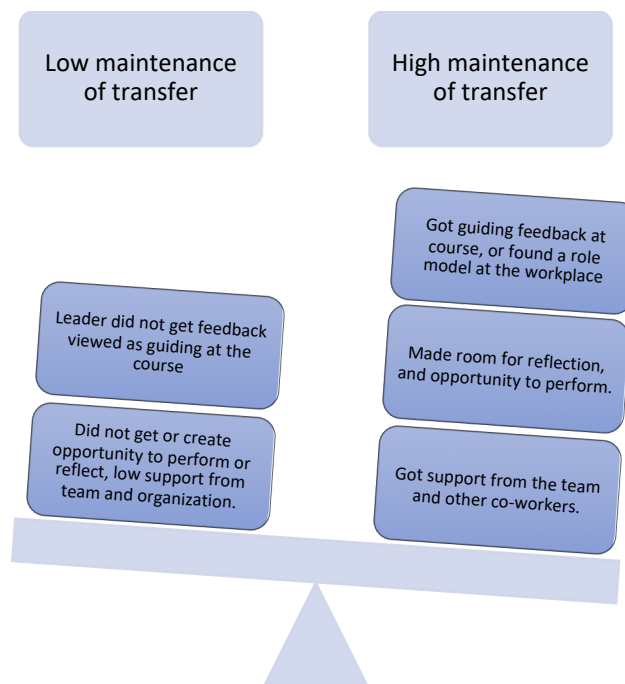 Low maintenance
of transfer
High maintenance
of transfer
Leader did not get feedback
viewed as guiding at the
course
Did not get or create
opportunity to perform or
reflect, low support from
team and organization.
Got guiding feedback at
course, or found a role
model at the workplace
Made room for reflection,
and opportunity to perform.
Got support from the team
and other co-workers.